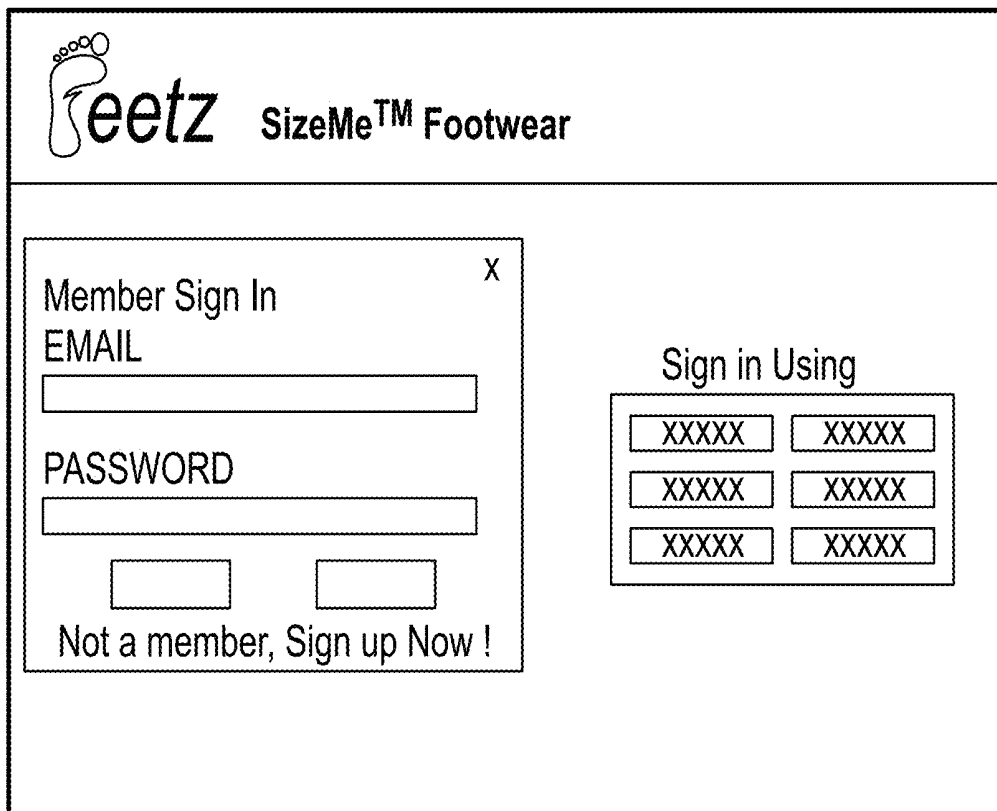 Feetz SizeMe™ Footwear
X
Member Sign In
EMAIL
PASSWORD
Not a member, Sign up Now !
Sign in Using
XXXXX XXXXX
XXXXX XXXXX
XXXXX XXXXX